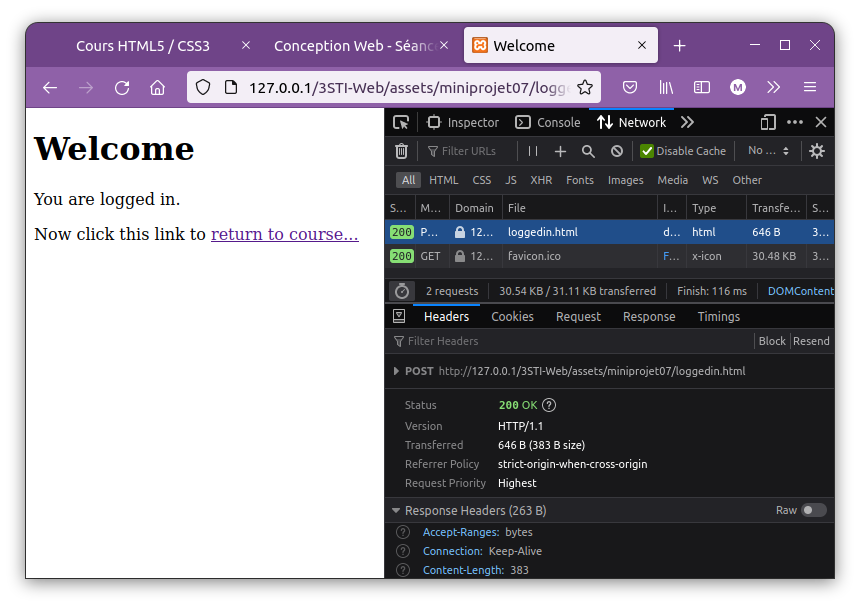 Cours HTML5 / CSS3 Conception Web - Séanc Welcome
127.0.0.1/3STI-Web/assets/miniprojet07/logg M
Inspector Console Network
Filter URLs Disable Cache No ...
All HTML CSS JS XHR Fonts Images Media WS Other
S... M... Domain File I... Type Transfe... S...
200 P... 12... loggedin.html d... html 646 B 3...
200 GET 12... favicon.ico F... x-icon 30.48 KB 3...
2 requests 30.54 KB / 31.11 KB transferred Finish: 116 ms DOMContent
Headers Cookies Request Response Timings
Filter Headers Block Resend
POST http://127.0.0.1/3STI-Web/assets/miniprojet07/loggedin.html
Status 200 OK ?
Version HTTP/1.1
Transferred 646 B (383 B size)
Referrer Policy strict-origin-when-cross-origin
Request Priority Highest
Response Headers (263 B) Raw
? Accept-Ranges: bytes
? Connection: Keep-Alive
? Content-Length: 383
Welcome
You are logged in.
Now click this link to return to course...